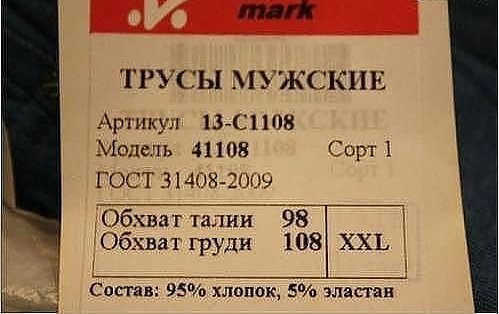 mark
ТРУСЫ МУЖСКИЕ
Артикул 13-С1108
Модель 41108 Сорт 1
ГОСТ 31408-2009
Обхват талии 98
Обхват груди 108 XXL
Состав: 95% хлопок, 5% эластан